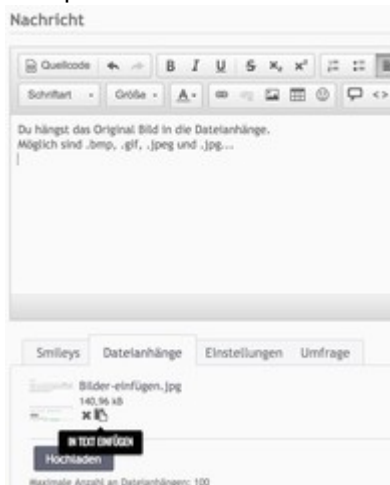 Nachricht
Quellcode B I U S x₂ x²
Schriftart Größe A
Du hängst das Original Bild in die Dateianhänge.
Möglich sind .bmp, .gif, .jpeg und .jpg...
Smileys Dateianhänge Einstellungen Umfrage
Bilder-einfügen.jpg
140,96 kB
IN TEXT EINFÜGEN
Hochladen
Maximale Anzahl an Dateianhängen: 100